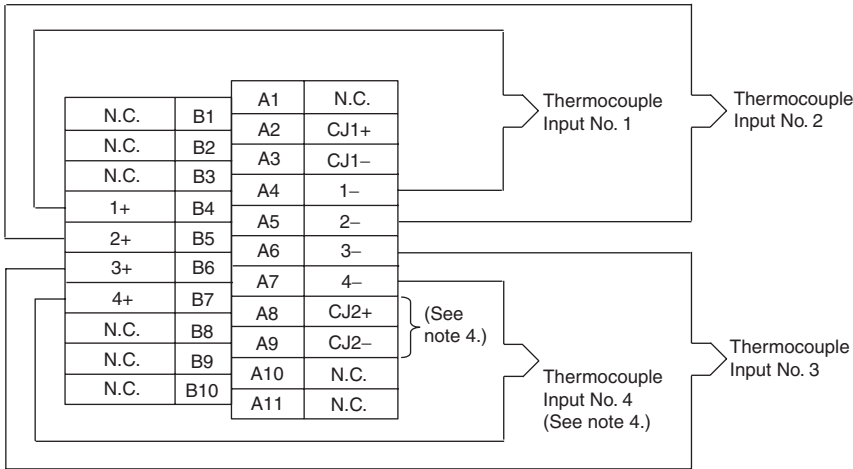 N.C. B1
N.C. B2
N.C. B3
1+ B4
2+ B5
3+ B6
4+ B7
N.C. B8
N.C. B9
N.C. B10
A1 N.C.
A2 CJ1+
A3 CJ1−
A4 1−
A5 2−
A6 3−
A7 4−
A8 CJ2+
A9 CJ2−
A10 N.C.
A11 N.C.
(See
note 4.)
Thermocouple
Input No. 1
Thermocouple
Input No. 2
Thermocouple
Input No. 4
(See note 4.)
Thermocouple
Input No. 3